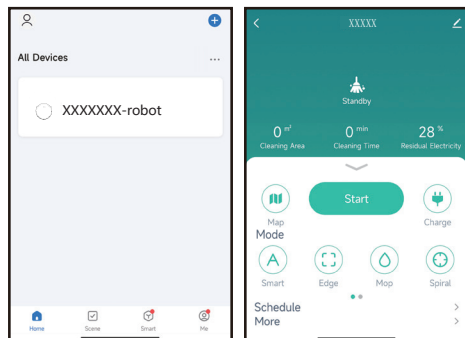 All Devices
...
XXXXXXX-robot
Home Scene Smart Me
XXXXX
Standby
0 m² 0 min 28 %
Cleaning Area Cleaning Time Residual Electricity
Start
Map Charge
Mode
A
Smart Edge Mop Spiral
Schedule >
More >